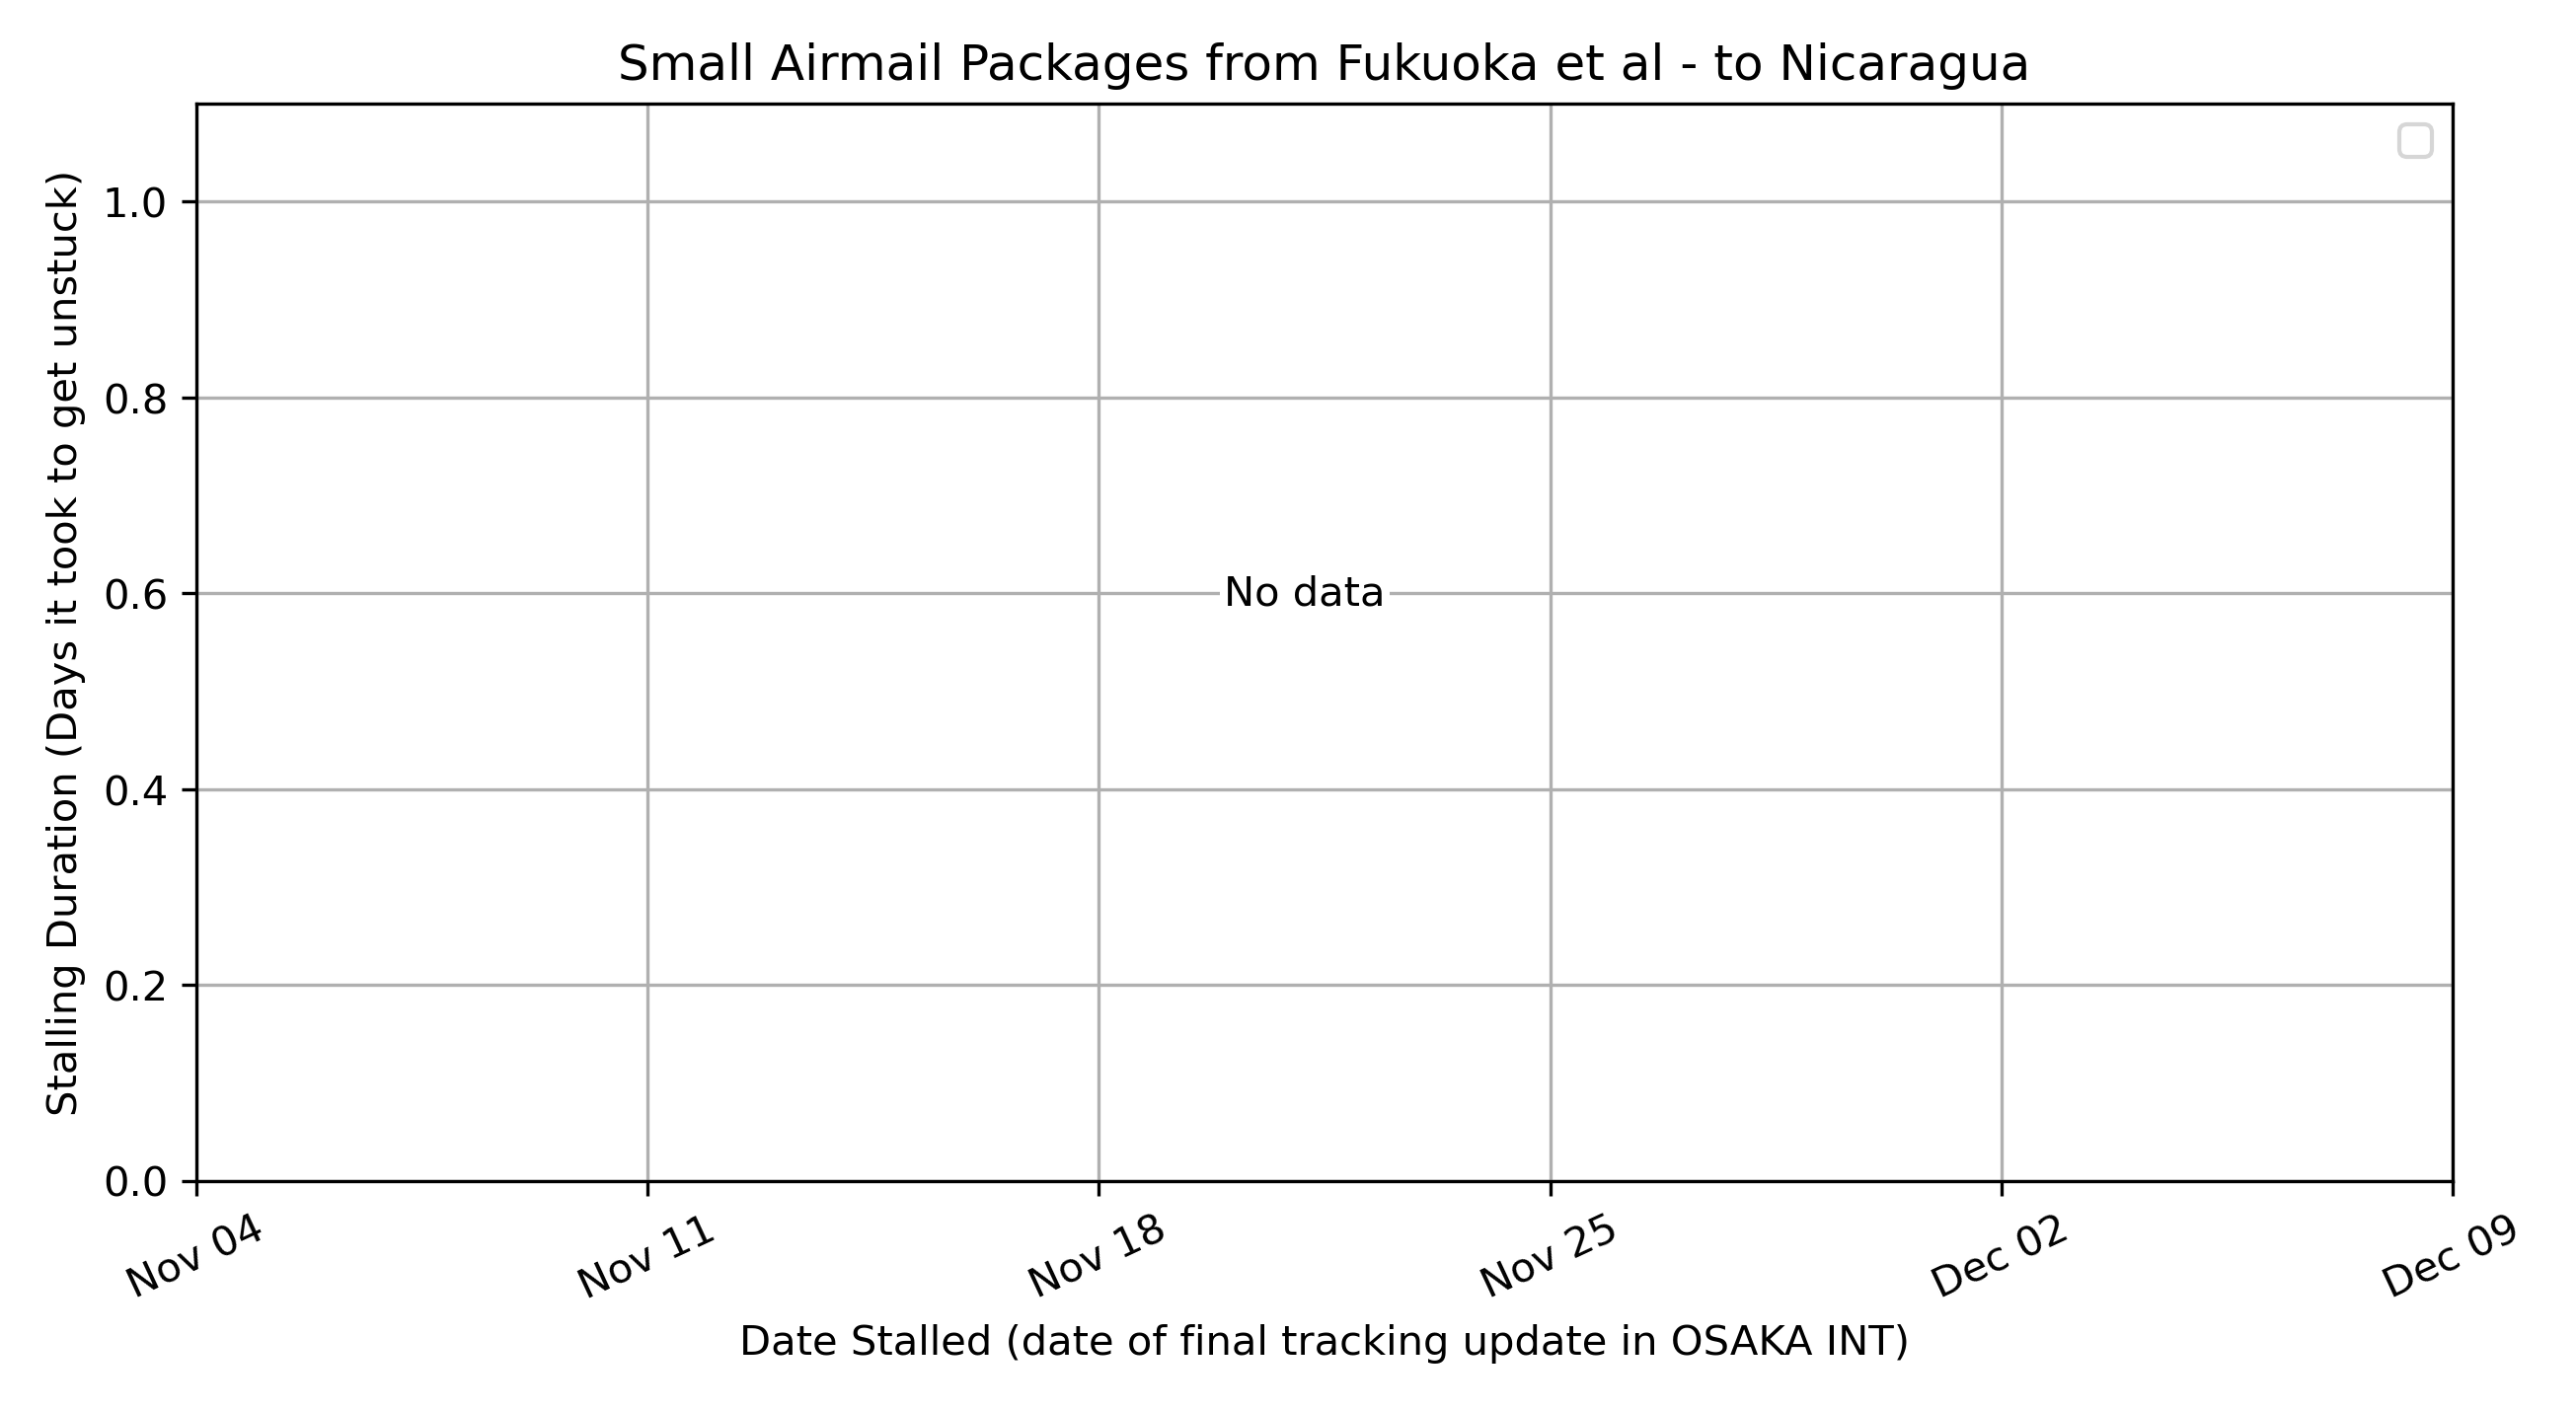 Small Airmail Packages from Fukuoka et al - to Nicaragua
Stalling Duration (Days it took to get unstuck)
1.0
0.8
0.6
0.4
0.2
0.0
No data
Nov 04
Nov 11
Nov 18
Nov 25
Dec 02
Dec 09
Date Stalled (date of final tracking update in OSAKA INT)